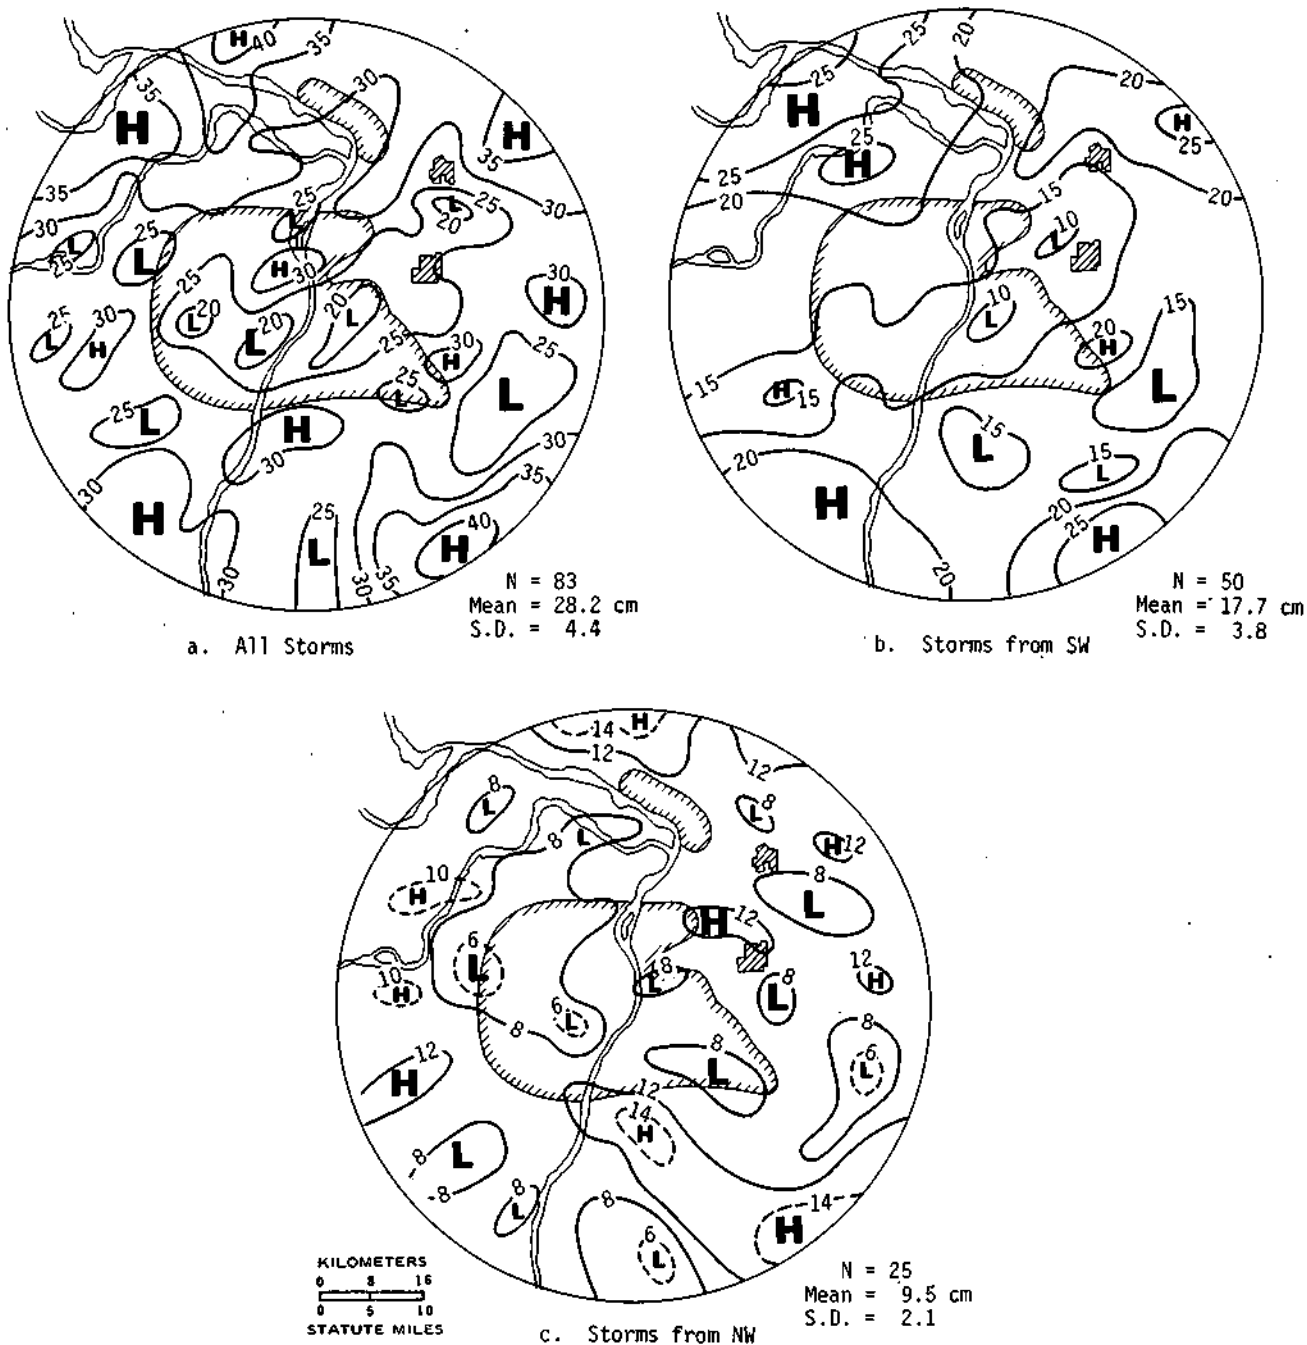 H 40
35
30
35
H
H
35
35
30
25
L
25
L
20
30
25
L
L
25
H
30
25
L
20
L
20
20
L
30
H
25
L
30
H
25
30
H
25
L
25
L
25
L
H
30
30
35
30
H
25
L
40
H
30
30
35
N = 83
Mean = 28.2 cm
S.D. = 4.4
a. All Storms
25
20
25
20
H
H
25
25
H
25
20
15
20
10
L
10
L
15
20
H
15
H
15
L
15
L
15
L
20
H
20
25
H
20
N = 50
Mean = 17.7 cm
S.D. = 3.8
b. Storms from SW
14
H
12
12
8
L
8
L
8
L
H
12
10
H
8
L
H
12
6
L
10
H
8
L
8
L
12
H
6
L
8
8
L
8
6
L
12
H
12
14
H
8
L
8
8
L
8
6
L
14
H
N = 25
Mean = 9.5 cm
S.D. = 2.1
KILOMETERS
0 8 16
0 5 10
STATUTE MILES
c. Storms from NW